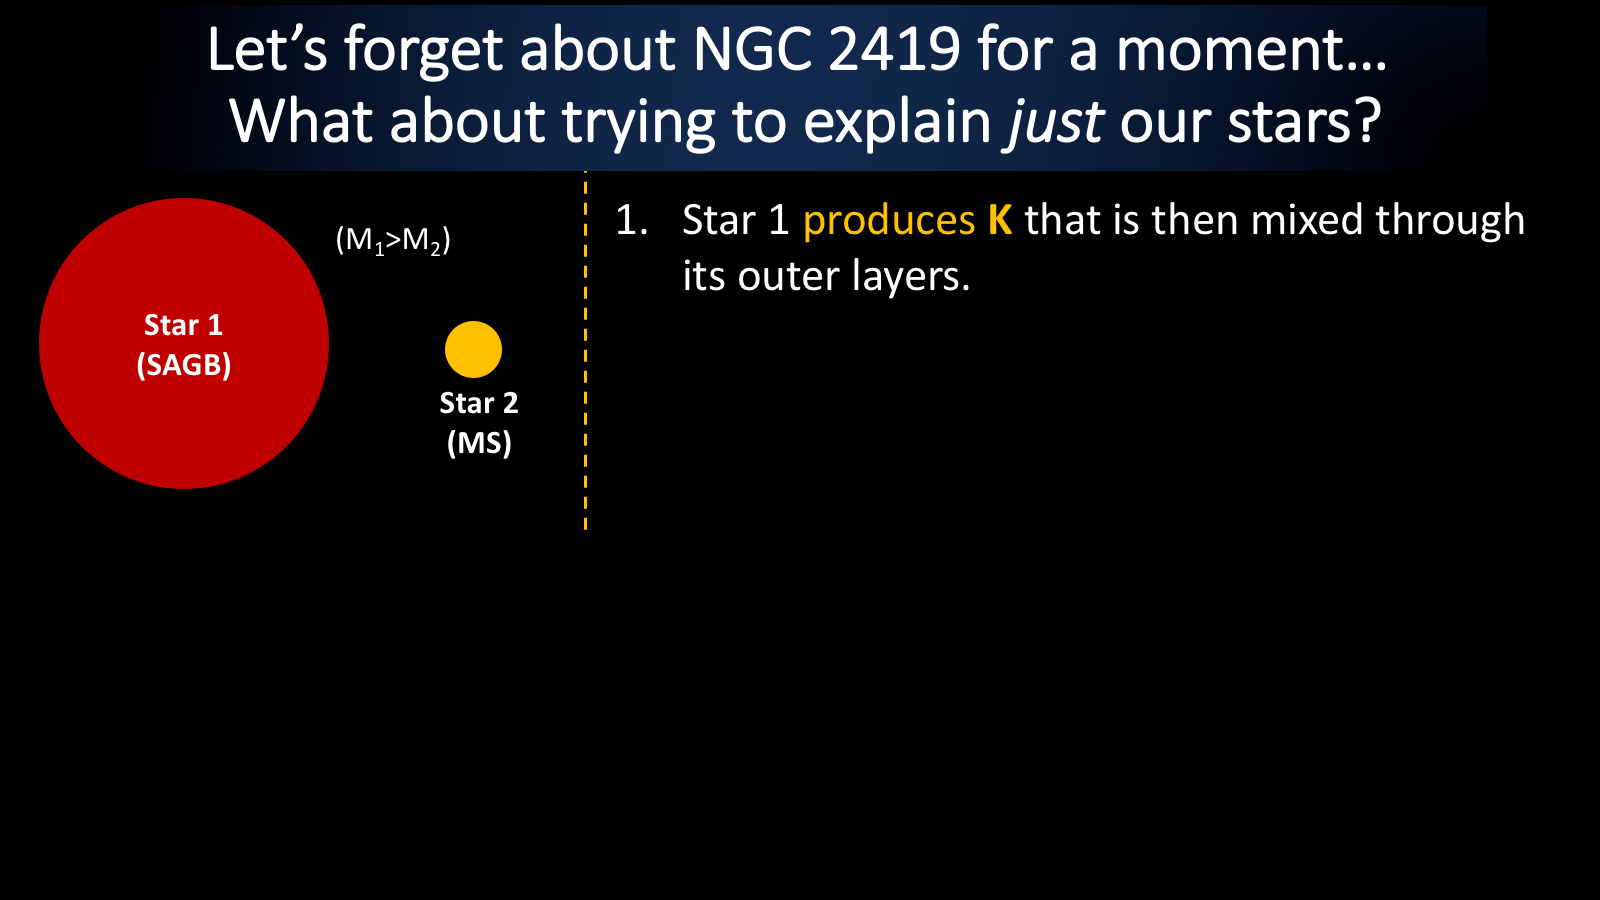 Let’s forget about NGC 2419 for a moment…
What about trying to explain just our stars?
(M₁>M₂)
Star 1
(SAGB)
Star 2
(MS)
1. Star 1 produces K that is then mixed through
its outer layers.